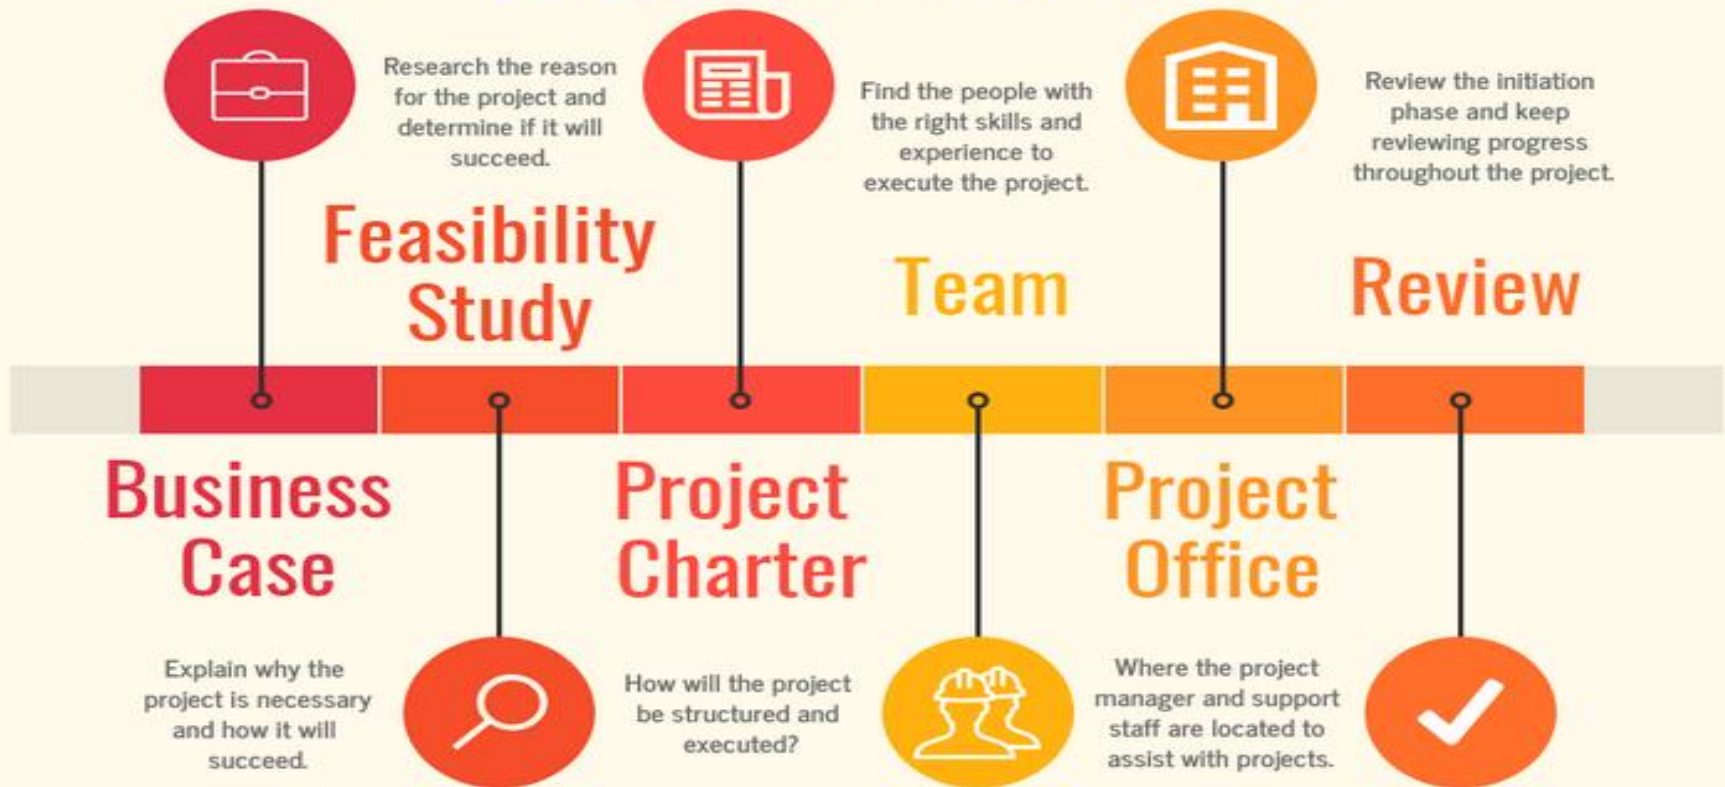 Research the reason
for the project and
determine if it will
succeed.
Find the people with
the right skills and
experience to
execute the project.
Review the initiation
phase and keep
reviewing progress
throughout the project.
Feasibility
Study
Team
Review
Business
Case
Project
Charter
Project
Office
Explain why the
project is necessary
and how it will
succeed.
How will the project
be structured and
executed?
Where the project
manager and support
staff are located to
assist with projects.